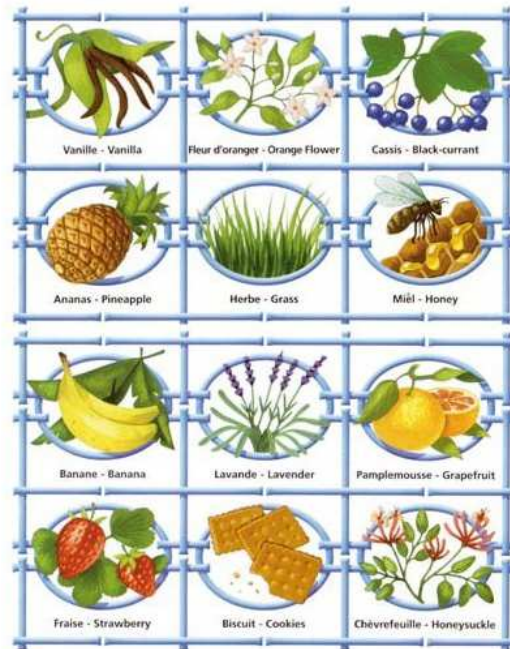 Vanille - Vanilla
Fleur d'oranger - Orange Flower
Cassis - Black-currant
Ananas - Pineapple
Herbe - Grass
Miel - Honey
Banane - Banana
Lavande - Lavender
Pamplemousse - Grapefruit
Fraise - Strawberry
Biscuit - Cookies
Chèvrefeuille - Honeysuckle